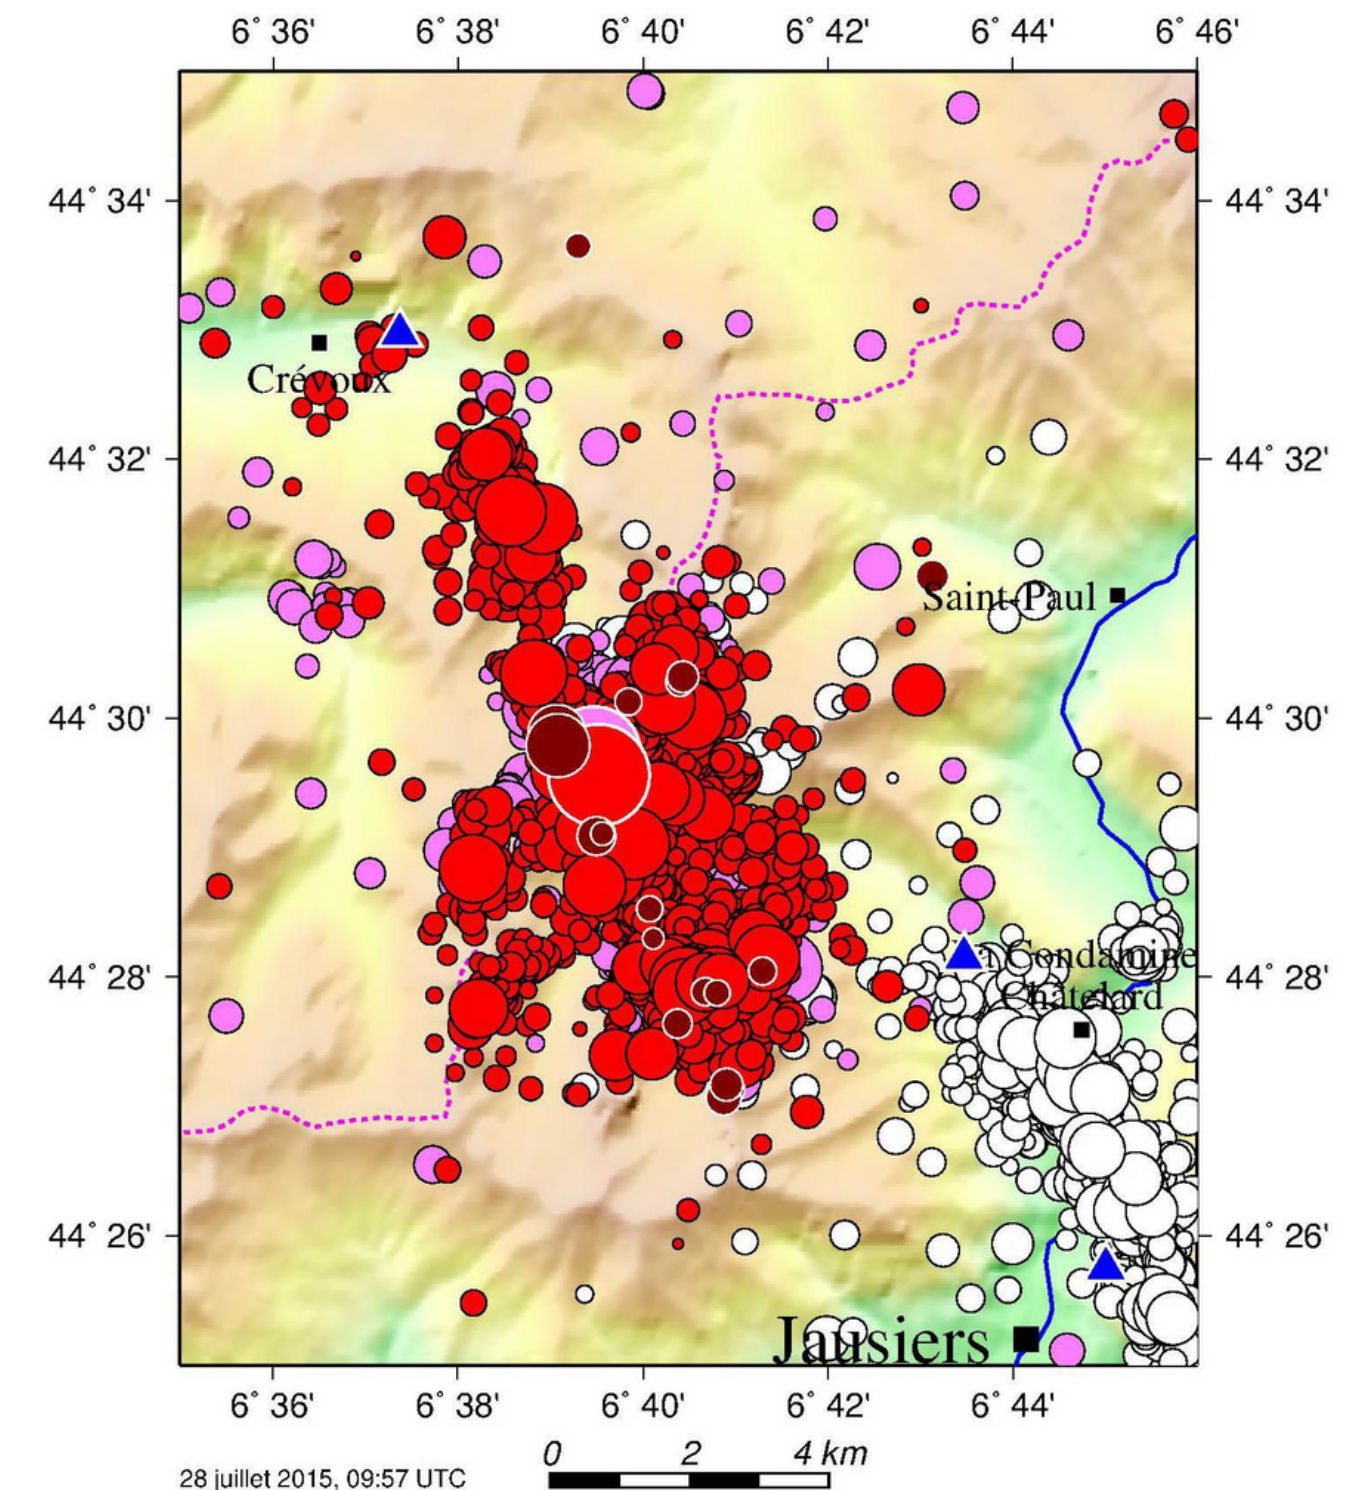 6° 36' 6° 38' 6° 40' 6° 42' 6° 44' 6° 46'
44° 34' 44° 34'
Crévoux
44° 32' 44° 32'
Saint-Paul
44° 30' 44° 30'
La Condamine
44° 28' 44° 28'
Châtelard
44° 26' 44° 26'
Jausiers
6° 36' 6° 38' 6° 40' 6° 42' 6° 44'
0 2 4 km
28 juillet 2015, 09:57 UTC